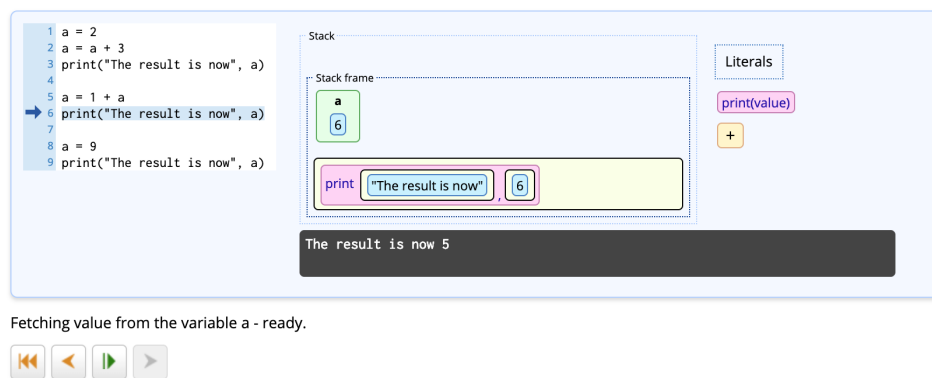 1 a = 2
2 a = a + 3
3 print("The result is now", a)
4
5 a = 1 + a
6 print("The result is now", a)
7
8 a = 9
9 print("The result is now", a)
Stack
Stack frame
a
6
print "The result is now" , 6
Literals
print(value)
+
The result is now 5
Fetching value from the variable a - ready.